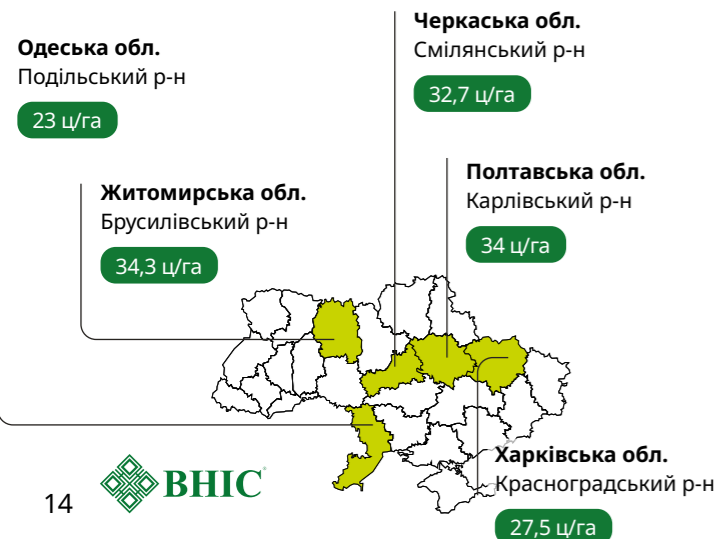 Одеська обл.
Подільський р-н
23 ц/га
Черкаська обл.
Смілянський р-н
32,7 ц/га
Житомирська обл.
Брусилівський р-н
34,3 ц/га
Полтавська обл.
Карлівський р-н
34 ц/га
Харківська обл.
Красноградський р-н
27,5 ц/га
14
ВНІС